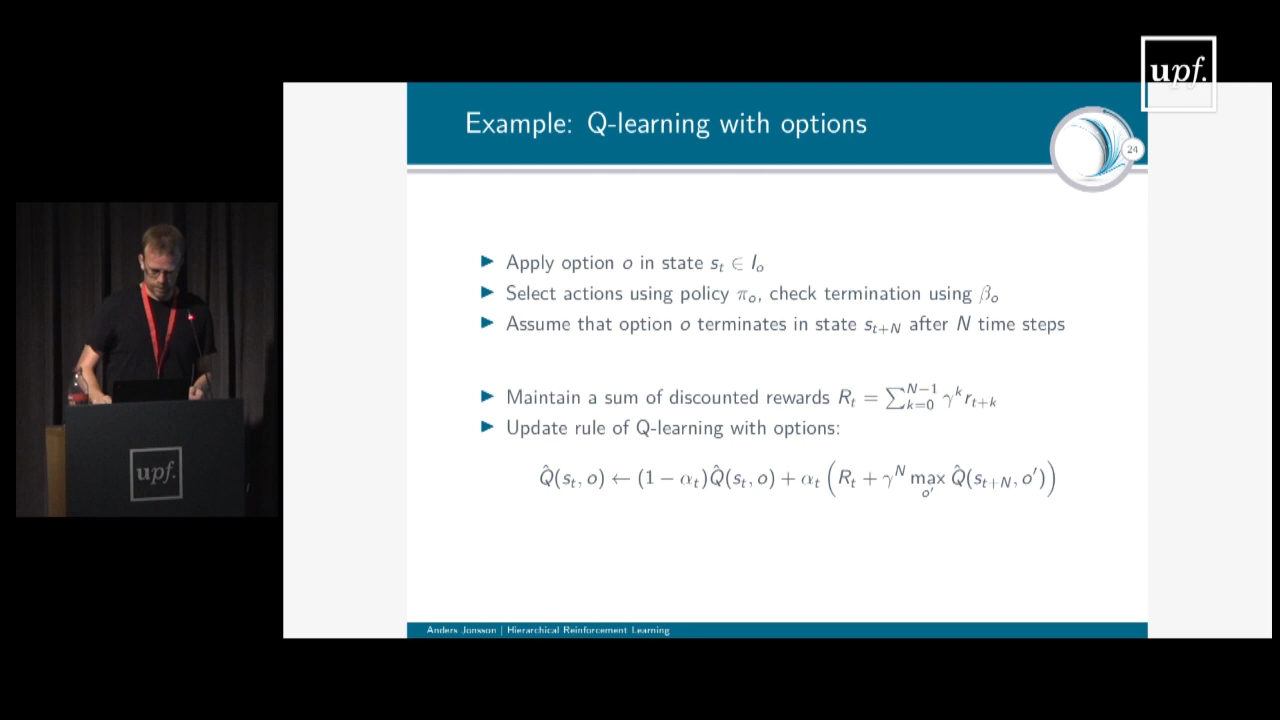 upf.
Example: Q-learning with options
24
▶ Apply option o in state s_t ∈ I_o
▶ Select actions using policy π_o, check termination using β_o
▶ Assume that option o terminates in state s_{t+N} after N time steps
▶ Maintain a sum of discounted rewards R_t = ∑_{k=0}^{N−1} γ^k r_{t+k}
▶ Update rule of Q-learning with options:
Q̂(s_t, o) ← (1 − α_t)Q̂(s_t, o) + α_t (R_t + γ^N max_{o′} Q̂(s_{t+N}, o′))
upf.
Anders Jonsson | Hierarchical Reinforcement Learning